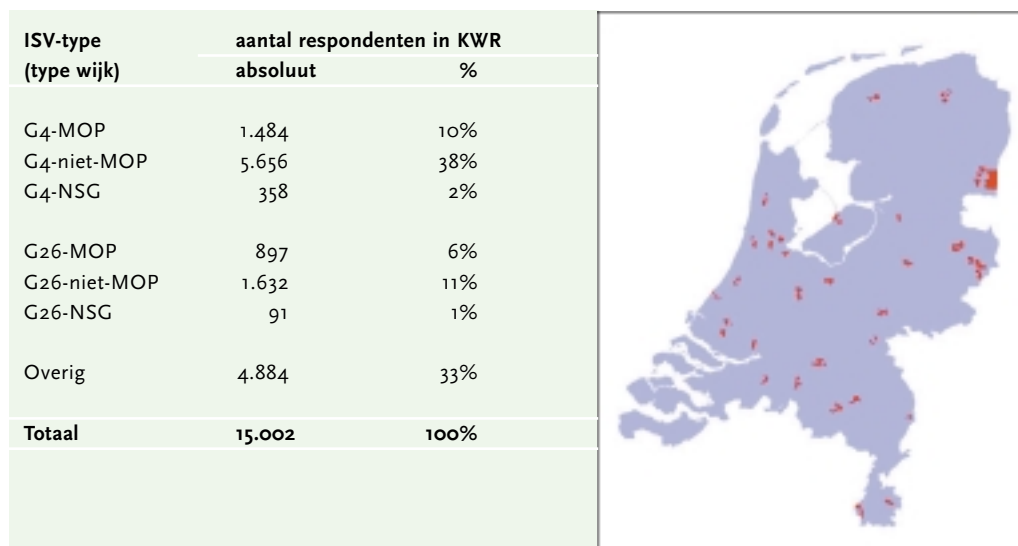 ISV-type aantal respondenten in KWR
(type wijk) absoluut %
G4-MOP 1.484 10%
G4-niet-MOP 5.656 38%
G4-NSG 358 2%
G26-MOP 897 6%
G26-niet-MOP 1.632 11%
G26-NSG 91 1%
Overig 4.884 33%
Totaal 15.002 100%